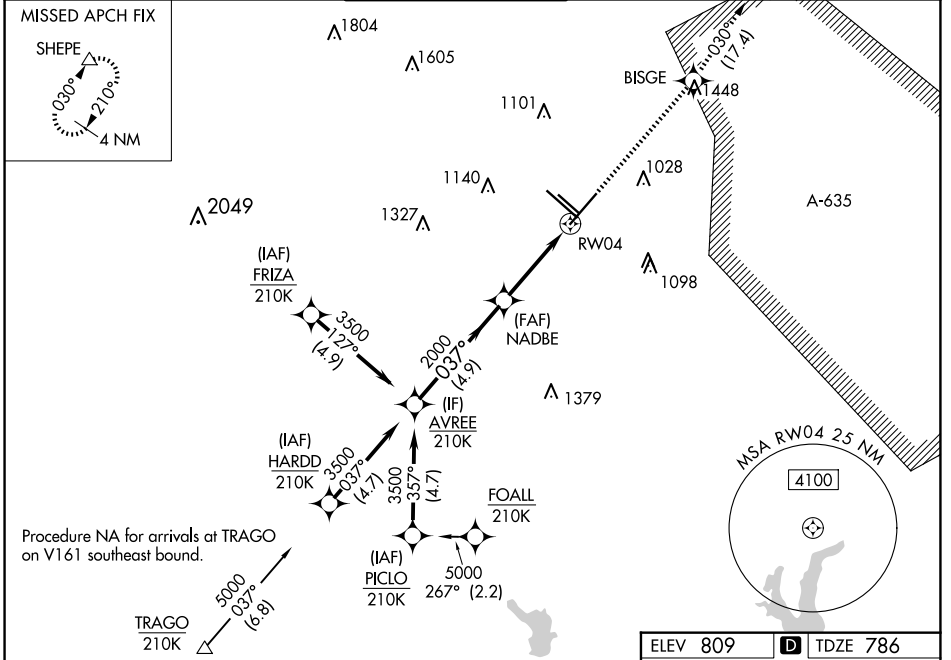 MISSED APCH FIX
SHEPE
030°
210°
4 NM
1804
1605
1101
1140
1327
2049
BISGE
030°
(17.4)
1448
1028
A-635
RW04
1098
(IAF)
FRIZA
210K
3500
127°
(4.9)
(FAF)
NADBE
2000
037°
(4.9)
1379
(IF)
AVREE
210K
(IAF)
HARDD
210K
3500
037°
(4.7)
3500
357°
(4.7)
FOALL
210K
(IAF)
PICLO
210K
5000
267° (2.2)
MSA RW04 25 NM
4100
Procedure NA for arrivals at TRAGO
on V161 southeast bound.
5000
037°
(6.8)
TRAGO
210K
ELEV 809
D
TDZE 786